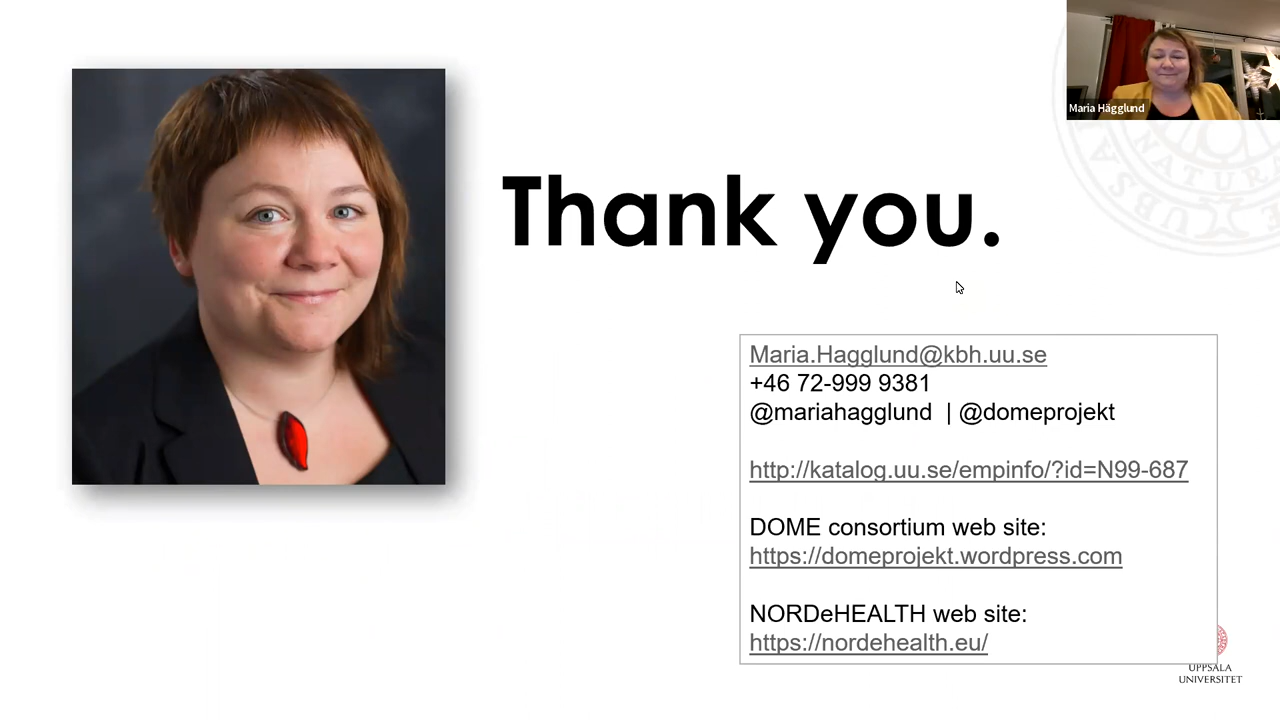 Maria Hägglund
Thank you.
Maria.Hagglund@kbh.uu.se
+46 72-999 9381
@mariahagglund | @domeprojekt
http://katalog.uu.se/empinfo/?id=N99-687
DOME consortium web site:
https://domeprojekt.wordpress.com
NORDeHEALTH web site:
https://nordehealth.eu/
UPPSALA
UNIVERSITET